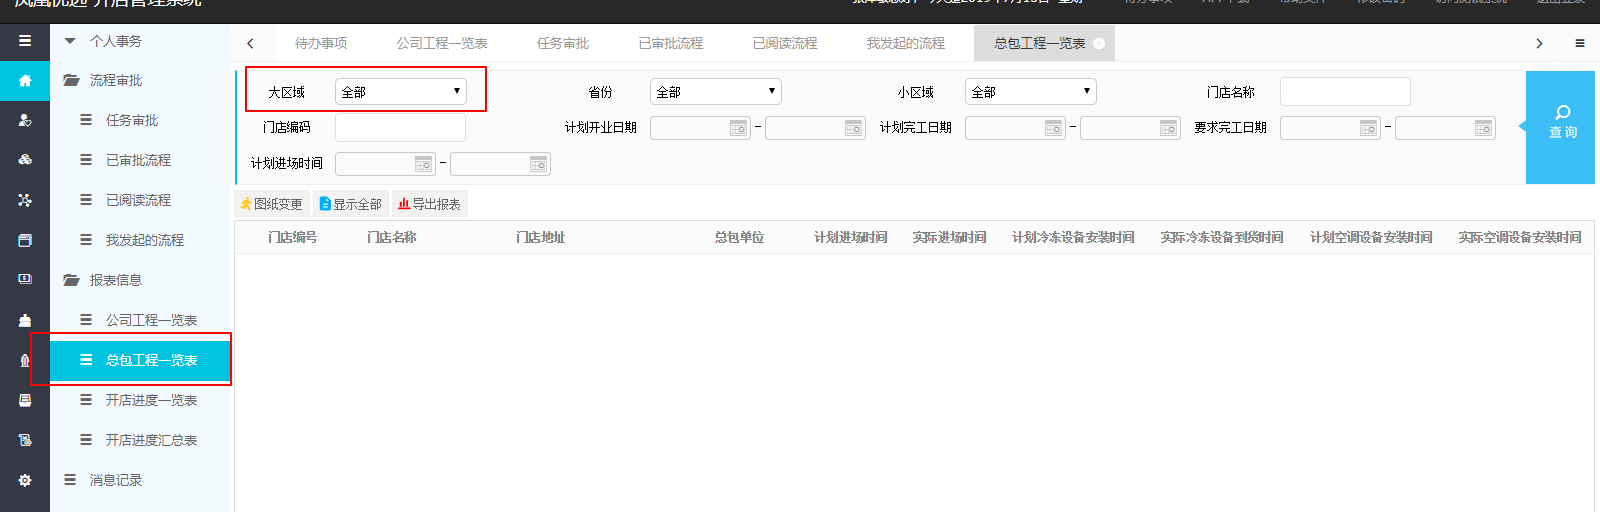 凤凰优选 开店管理系统
个人事务
流程审批
任务审批
已审批流程
已阅读流程
我发起的流程
报表信息
公司工程一览表
总包工程一览表
开店进度一览表
开店进度汇总表
消息记录
待办事项 公司工程一览表 任务审批 已审批流程 已阅读流程 我发起的流程 总包工程一览表
大区域 全部 省份 全部 小区域 全部 门店名称
门店编码 计划开业日期 - 计划完工日期 - 要求完工日期 -
计划进场时间 -
查 询
图纸变更 显示全部 导出报表
门店编号 门店名称 门店地址 总包单位 计划进场时间 实际进场时间 计划冷冻设备安装时间 实际冷冻设备到货时间 计划空调设备安装时间 实际空调设备安装时间